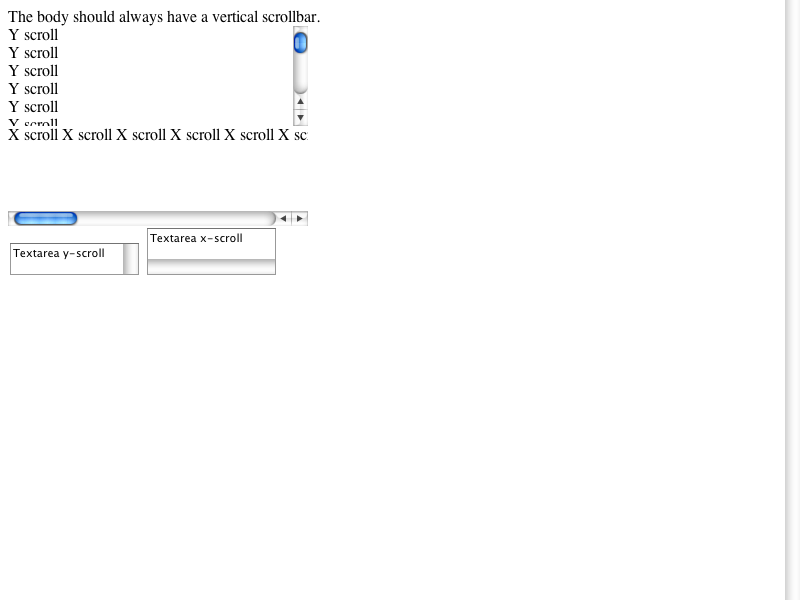 The body should always have a vertical scrollbar.
Y scroll
Y scroll
Y scroll
Y scroll
Y scroll
Y scroll
X scroll X scroll X scroll X scroll X scroll X sc
Textarea y-scroll
Textarea x-scroll